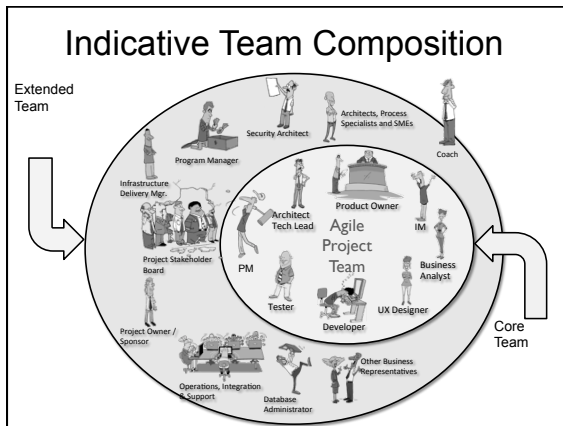 Indicative Team Composition
Extended
Team
Security Architect
Architects, Process
Specialists and SMEs
Coach
Program Manager
Infrastructure
Delivery Mgr.
Architect
Tech Lead
Product Owner
IM
Agile
Project
Team
Project Stakeholder
Board
PM
Business
Analyst
Tester
UX Designer
Developer
Project Owner /
Sponsor
Core
Team
Other Business
Representatives
Operations, Integration
& Support
Database
Administrator